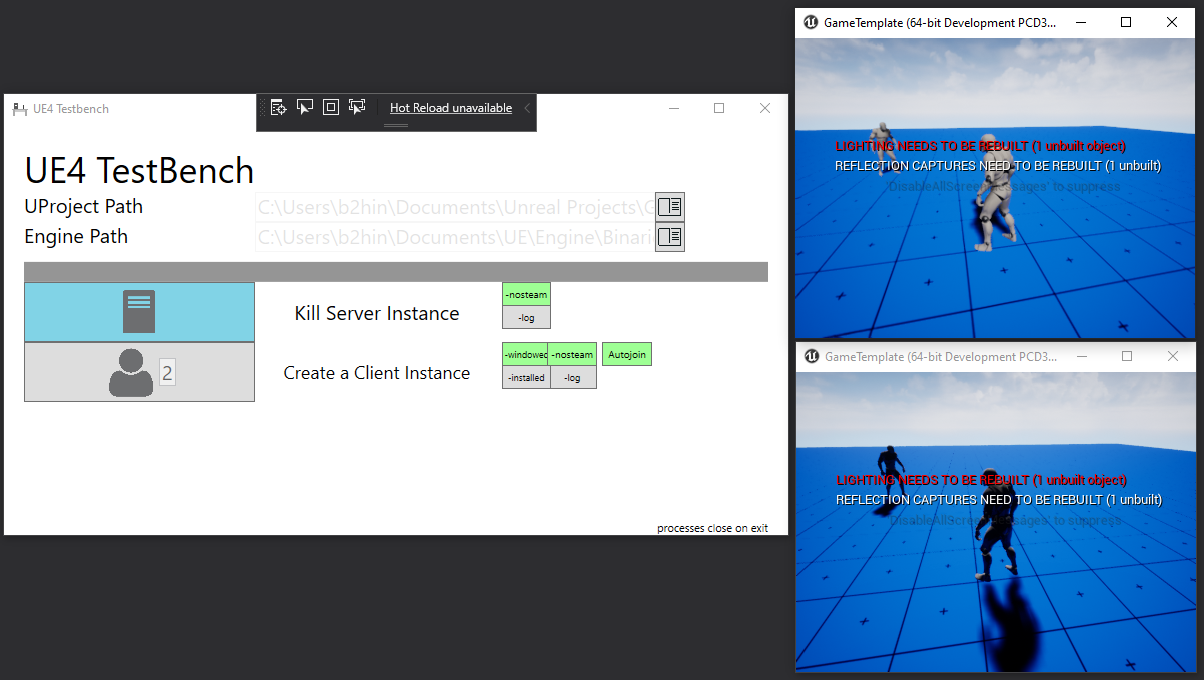 UE4 Testbench
Hot Reload unavailable
UE4 TestBench
UProject Path
C:\Users\b2hin\Documents\Unreal Projects\G
Engine Path
C:\Users\b2hin\Documents\UE\Engine\Binarie
Kill Server Instance
-nosteam
-log
2
Create a Client Instance
-windowed
-nosteam
Autojoin
-installed
-log
processes close on exit
GameTemplate (64-bit Development PCD3...
LIGHTING NEEDS TO BE REBUILT (1 unbuilt object)
REFLECTION CAPTURES NEED TO BE REBUILT (1 unbuilt)
'DisableAllScreenMessages' to suppress
GameTemplate (64-bit Development PCD3...
LIGHTING NEEDS TO BE REBUILT (1 unbuilt object)
REFLECTION CAPTURES NEED TO BE REBUILT (1 unbuilt)
'DisableAllScreenMessages' to suppress